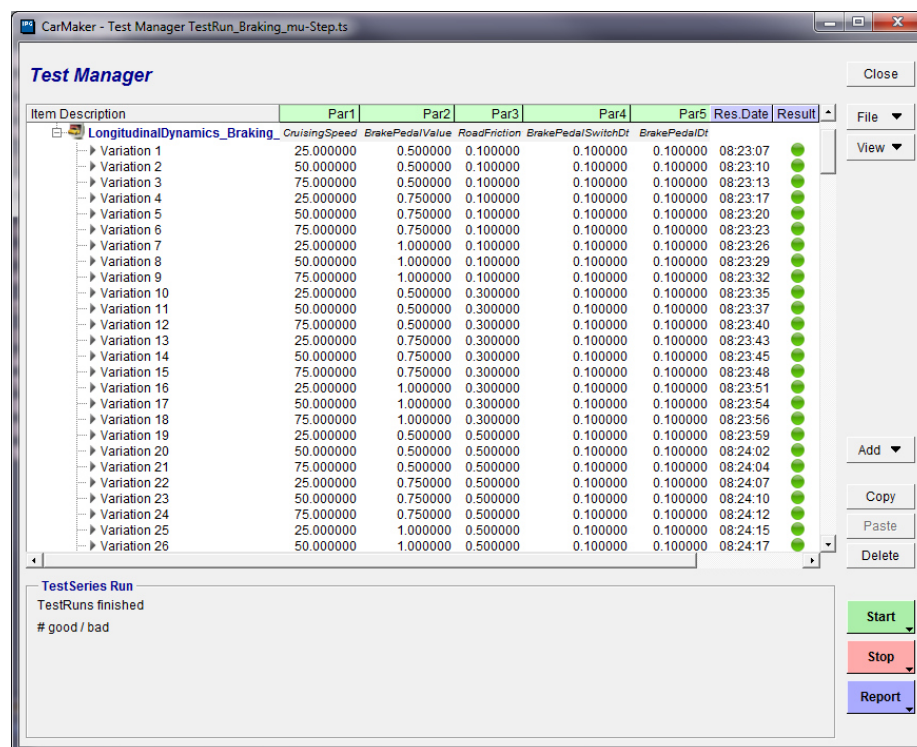 CarMaker - Test Manager TestRun_Braking_mu-Step.ts
Test Manager
Close
Item Description Par1 Par2 Par3 Par4 Par5 Res.Date Result
File
LongitudinalDynamics_Braking_ CruisingSpeed BrakePedalValue RoadFriction BrakePedalSwitchDt BrakePedalDt
View
Variation 1 25.000000 0.500000 0.100000 0.100000 0.100000 08:23:07
Variation 2 50.000000 0.500000 0.100000 0.100000 0.100000 08:23:10
Variation 3 75.000000 0.500000 0.100000 0.100000 0.100000 08:23:13
Variation 4 25.000000 0.750000 0.100000 0.100000 0.100000 08:23:17
Variation 5 50.000000 0.750000 0.100000 0.100000 0.100000 08:23:20
Variation 6 75.000000 0.750000 0.100000 0.100000 0.100000 08:23:23
Variation 7 25.000000 1.000000 0.100000 0.100000 0.100000 08:23:26
Variation 8 50.000000 1.000000 0.100000 0.100000 0.100000 08:23:29
Variation 9 75.000000 1.000000 0.100000 0.100000 0.100000 08:23:32
Variation 10 25.000000 0.500000 0.300000 0.100000 0.100000 08:23:35
Variation 11 50.000000 0.500000 0.300000 0.100000 0.100000 08:23:37
Variation 12 75.000000 0.500000 0.300000 0.100000 0.100000 08:23:40
Variation 13 25.000000 0.750000 0.300000 0.100000 0.100000 08:23:43
Variation 14 50.000000 0.750000 0.300000 0.100000 0.100000 08:23:45
Variation 15 75.000000 0.750000 0.300000 0.100000 0.100000 08:23:48
Variation 16 25.000000 1.000000 0.300000 0.100000 0.100000 08:23:51
Variation 17 50.000000 1.000000 0.300000 0.100000 0.100000 08:23:54
Variation 18 75.000000 1.000000 0.300000 0.100000 0.100000 08:23:56
Variation 19 25.000000 0.500000 0.500000 0.100000 0.100000 08:23:59
Variation 20 50.000000 0.500000 0.500000 0.100000 0.100000 08:24:02
Add
Variation 21 75.000000 0.500000 0.500000 0.100000 0.100000 08:24:04
Variation 22 25.000000 0.750000 0.500000 0.100000 0.100000 08:24:07
Variation 23 50.000000 0.750000 0.500000 0.100000 0.100000 08:24:10
Copy
Variation 24 75.000000 0.750000 0.500000 0.100000 0.100000 08:24:12
Variation 25 25.000000 1.000000 0.500000 0.100000 0.100000 08:24:15
Paste
Variation 26 50.000000 1.000000 0.500000 0.100000 0.100000 08:24:17
Delete
TestSeries Run
TestRuns finished
# good / bad
Start
Stop
Report